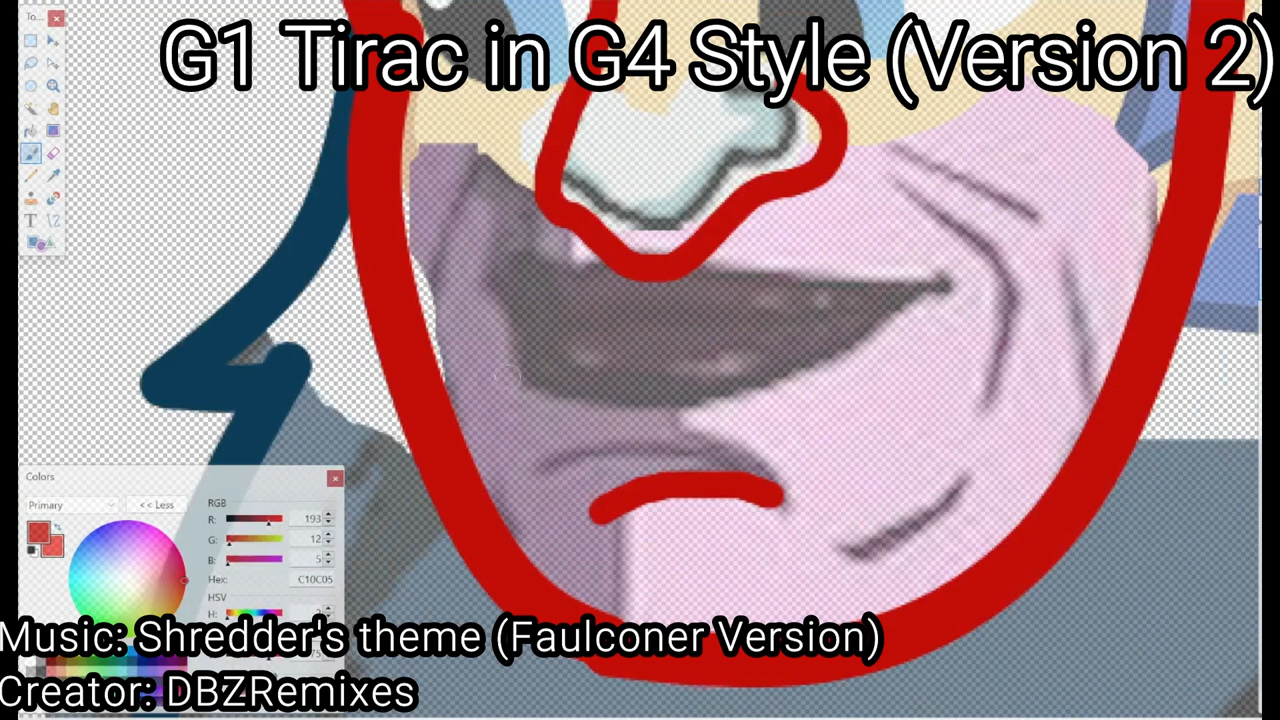 To...
G1 Tirac in G4 Style (Version 2)
Colors
Primary
<< Less
RGB
R: 193
G: 12
B: 5
Hex: C10C05
HSV
H:
Music: Shredder's theme (Faulconer Version)
Creator: DBZRemixes